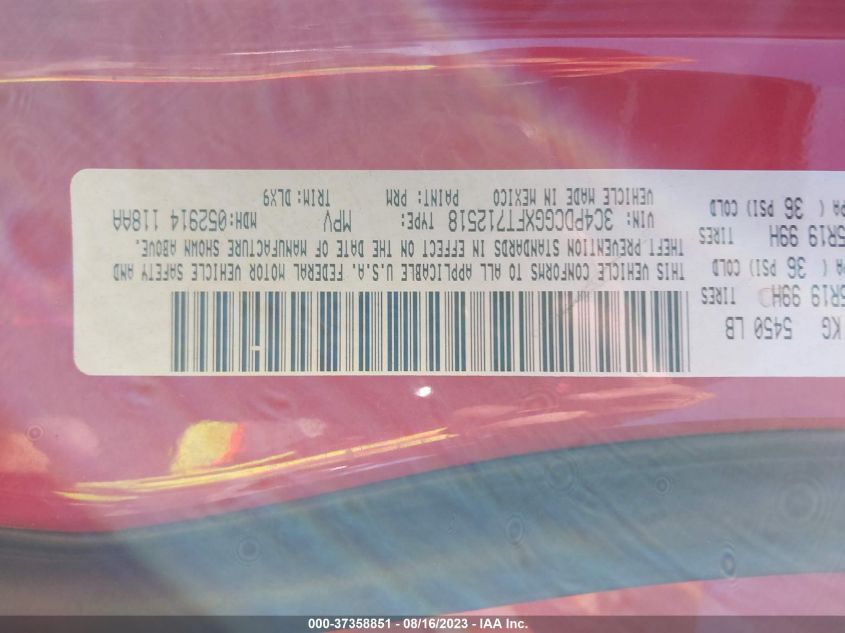 KG 5450 LB
5R19 99H TIRES
PA ( 36 PSI) COLD
5R19 99H TIRES
PA ( 36 PSI) COLD
THIS VEHICLE CONFORMS TO ALL APPLICABLE U.S.A. FEDERAL MOTOR VEHICLE SAFETY AND
THEFT PREVENTION STANDARDS IN EFFECT ON THE DATE OF MANUFACTURE SHOWN ABOVE.
VIN: 3C4PDCGGXFT712518 TYPE: MPV MDH:052914 118AA
VEHICLE MADE IN MEXICO PAINT: PRM TRIM: DLX9
000-37358851 - 08/16/2023 - IAA Inc.